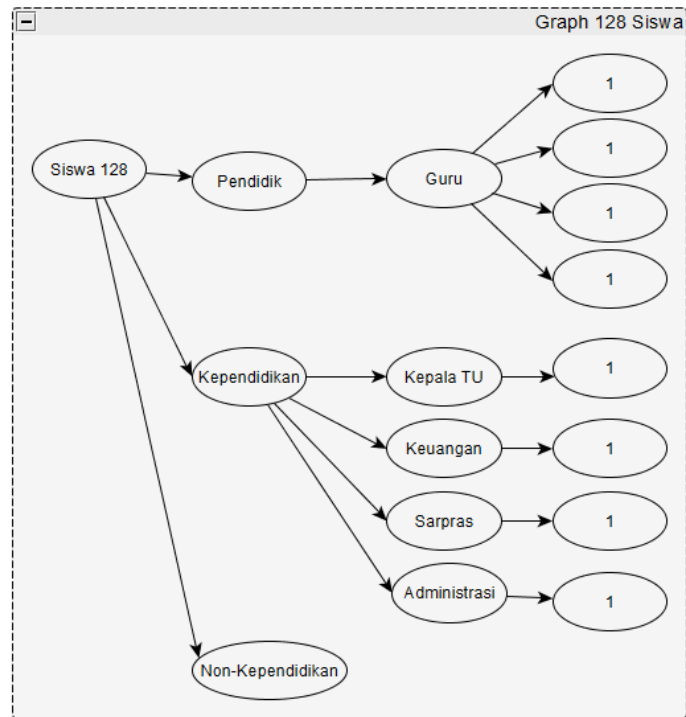 Graph 128 Siswa
Siswa 128
Pendidik
Guru
1
1
1
1
Kependidikan
Kepala TU
1
Keuangan
1
Sarpras
1
Administrasi
1
Non-Kependidikan